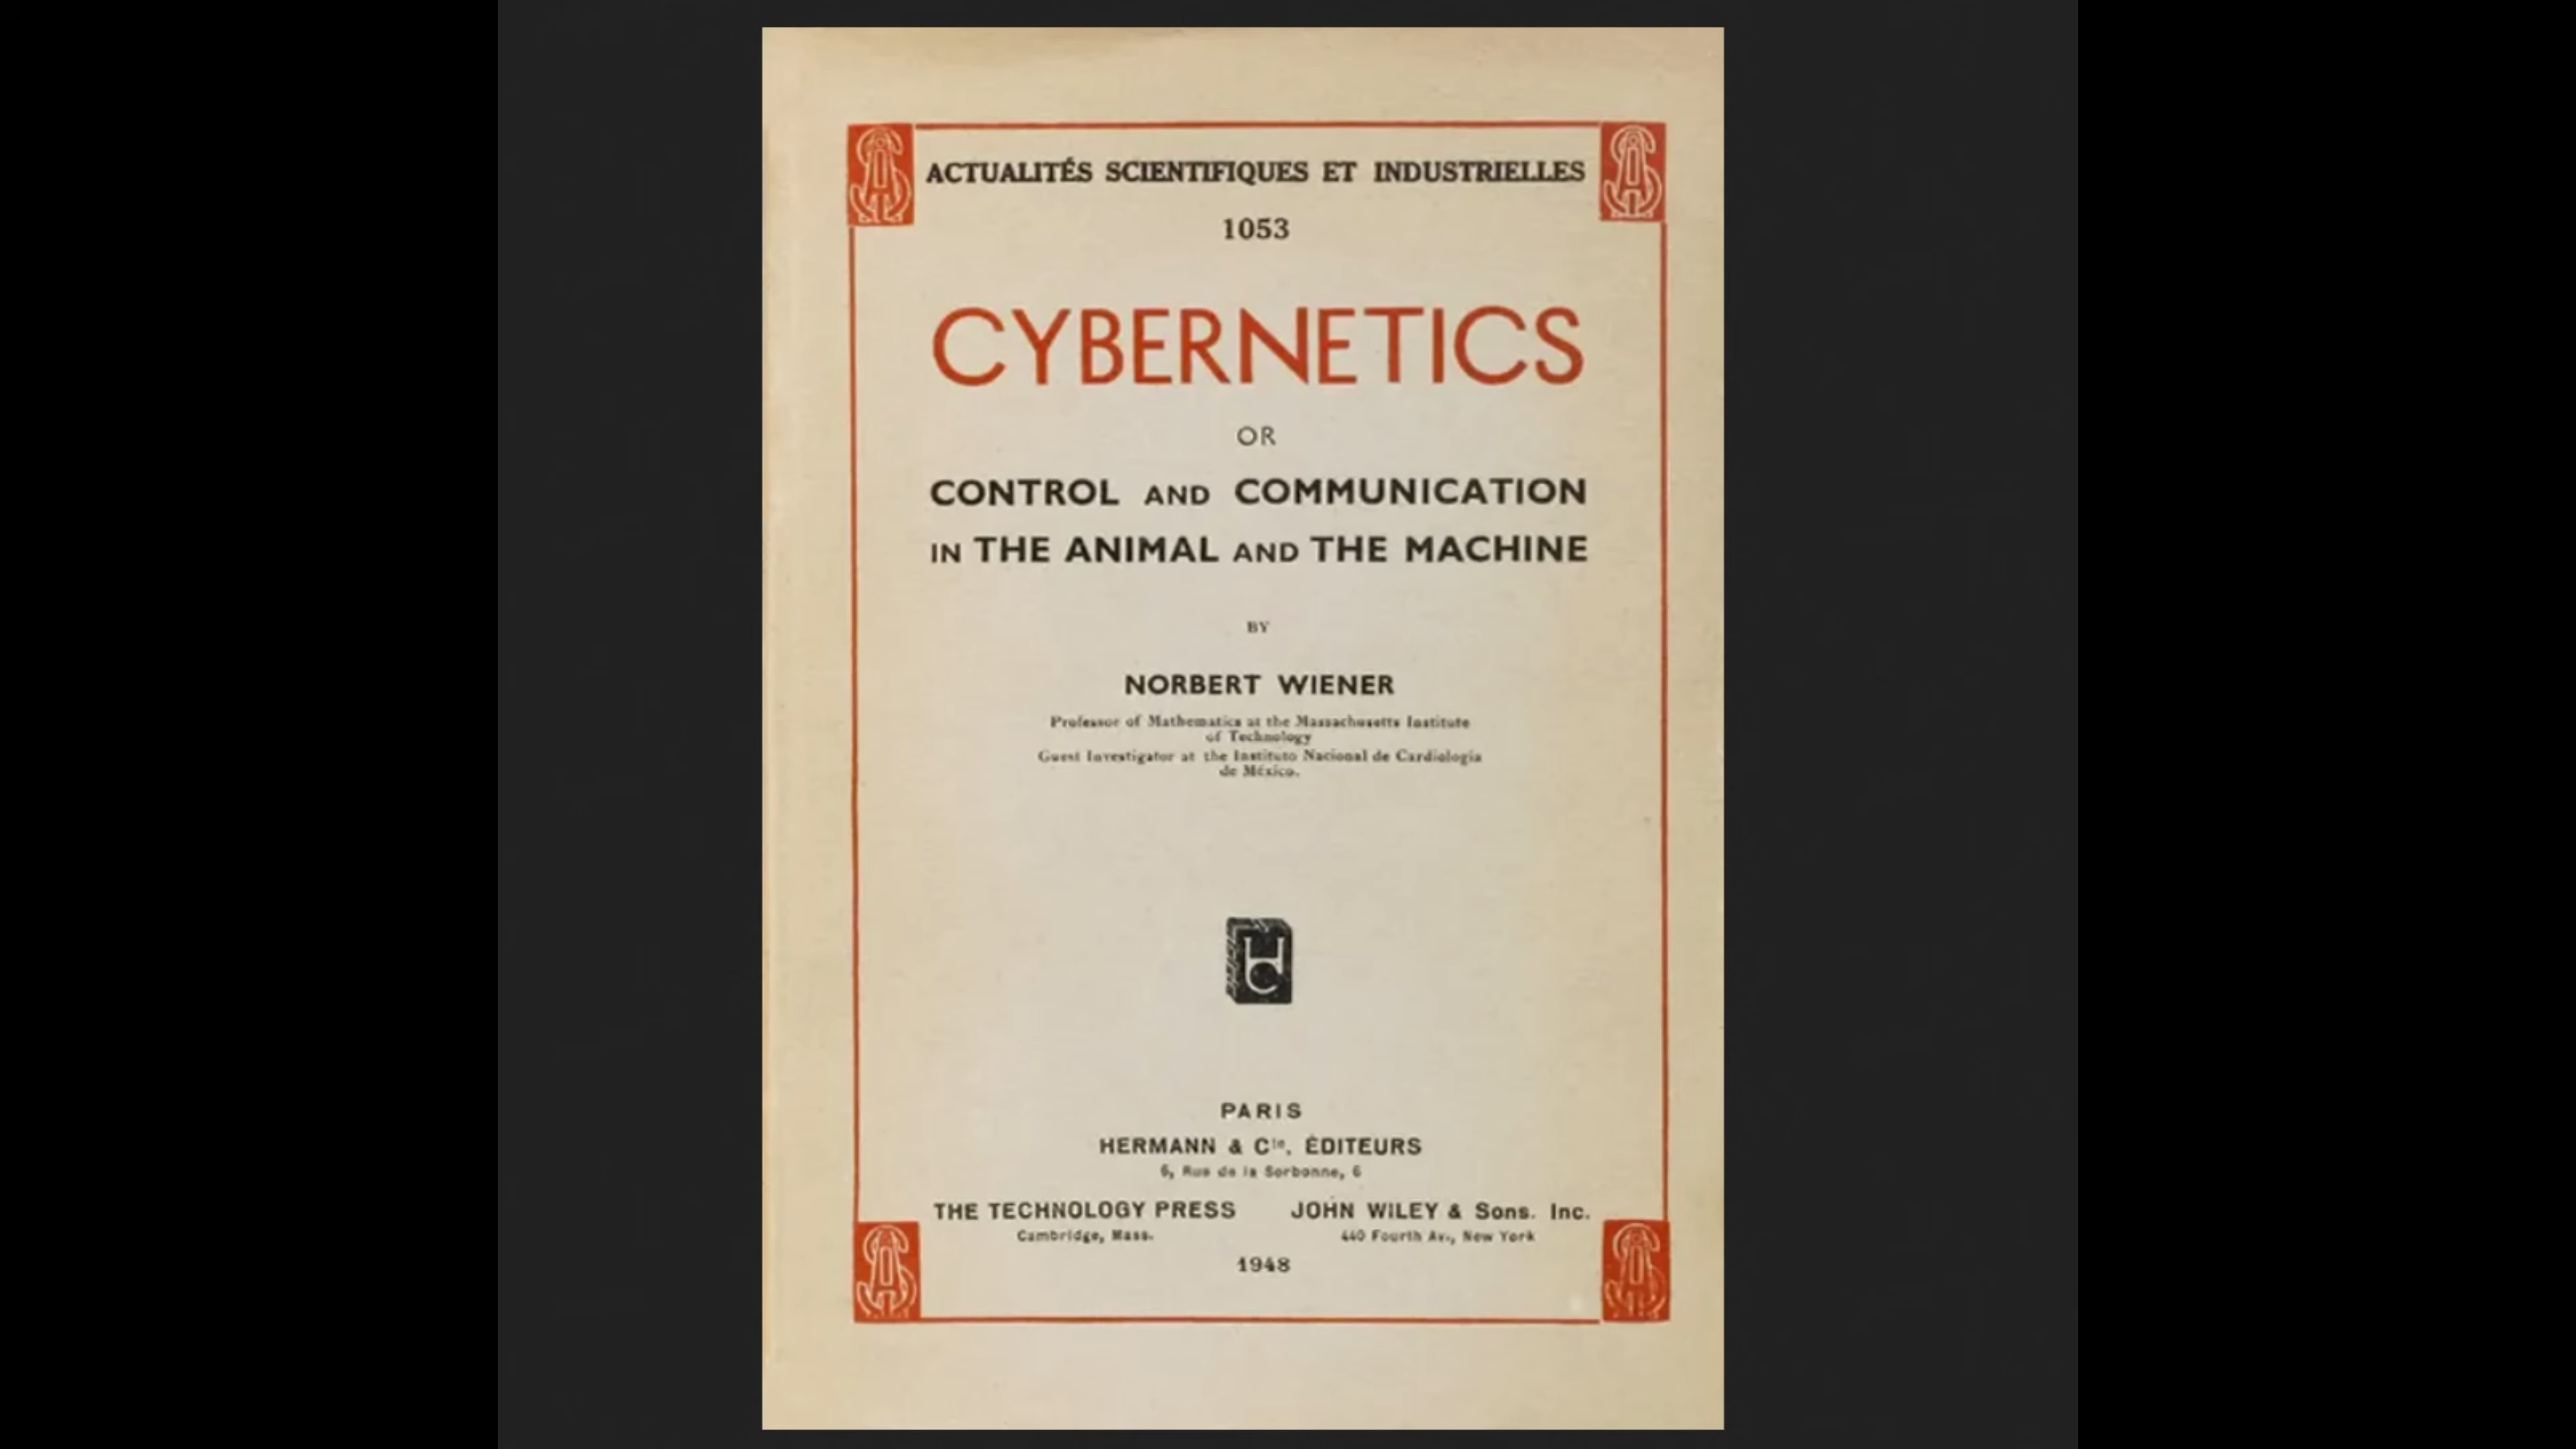 ACTUALITÉS SCIENTIFIQUES ET INDUSTRIELLES
1053
CYBERNETICS
OR
CONTROL AND COMMUNICATION
IN THE ANIMAL AND THE MACHINE
BY
NORBERT WIENER
Professor of Mathematics at the Massachusetts Institute
of Technology
Guest Investigator at the Instituto Nacional de Cardiologia
de México.
HC
PARIS
HERMANN & Cie, ÉDITEURS
6, Rue de la Sorbonne, 6
THE TECHNOLOGY PRESS JOHN WILEY & Sons. Inc.
Cambridge, Mass. 440 Fourth Av., New York
1948